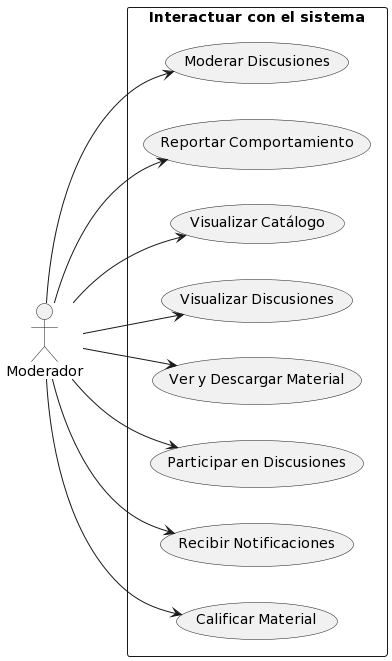 Interactuar con el sistema
Moderar Discusiones
Reportar Comportamiento
Visualizar Catálogo
Visualizar Discusiones
Moderador
Ver y Descargar Material
Participar en Discusiones
Recibir Notificaciones
Calificar Material